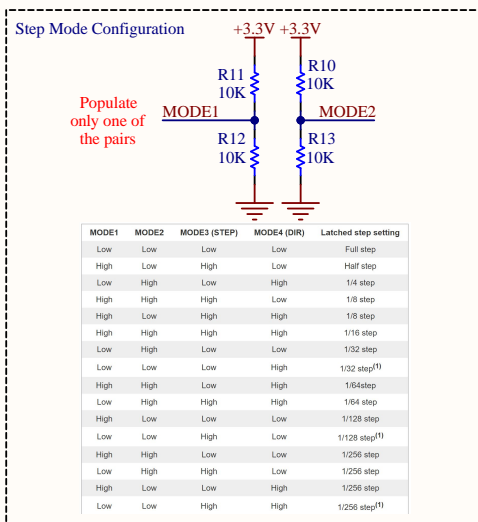 Step Mode Configuration
+3.3V +3.3V
R11
10K
R10
10K
Populate
only one of
the pairs
MODE1
MODE2
R12
10K
R13
10K
MODE1 MODE2 MODE3 (STEP) MODE4 (DIR) Latched step setting
Low Low Low Low Full step
High Low High Low Half step
Low High Low High 1/4 step
High High High Low 1/8 step
High Low High High 1/8 step
High High High High 1/16 step
Low High Low Low 1/32 step
Low Low Low High 1/32 step(1)
High High Low High 1/64step
Low High High High 1/64 step
High Low Low Low 1/128 step
Low Low High Low 1/128 step(1)
High High Low Low 1/256 step
Low High High Low 1/256 step
High Low Low High 1/256 step
Low Low High High 1/256 step(1)